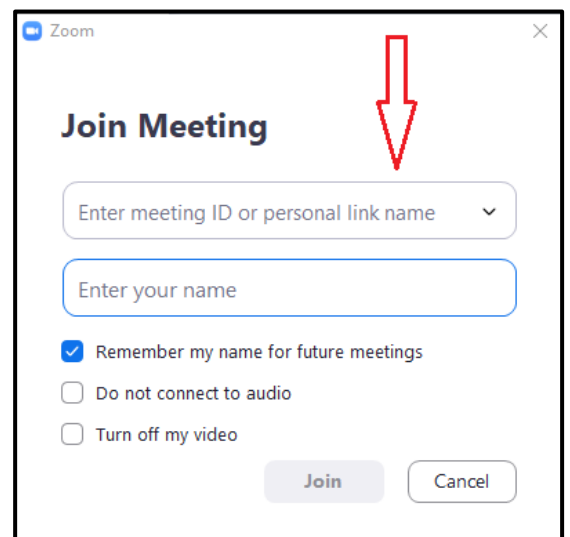 Zoom
Join Meeting
Enter meeting ID or personal link name
Enter your name
Remember my name for future meetings
Do not connect to audio
Turn off my video
Join Cancel